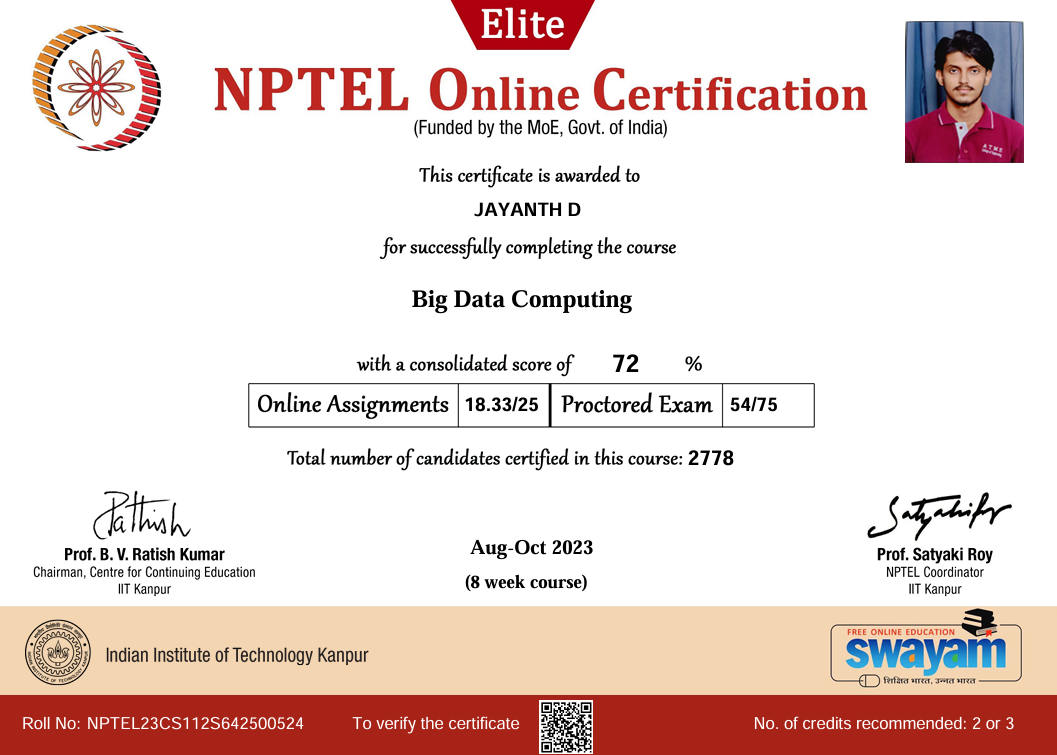 Elite
NPTEL Online Certification
(Funded by the MoE, Govt. of India)
This certificate is awarded to
JAYANTH D
for successfully completing the course
Big Data Computing
with a consolidated score of 72 %
Online Assignments 18.33/25 Proctored Exam 54/75
Total number of candidates certified in this course: 2778
Prof. B. V. Ratish Kumar
Chairman, Centre for Continuing Education
IIT Kanpur
Aug-Oct 2023
(8 week course)
Prof. Satyaki Roy
NPTEL Coordinator
IIT Kanpur
Indian Institute of Technology Kanpur
FREE ONLINE EDUCATION
swayam
शिक्षित भारत, उन्नत भारत
Roll No: NPTEL23CS112S642500524
To verify the certificate
No. of credits recommended: 2 or 3